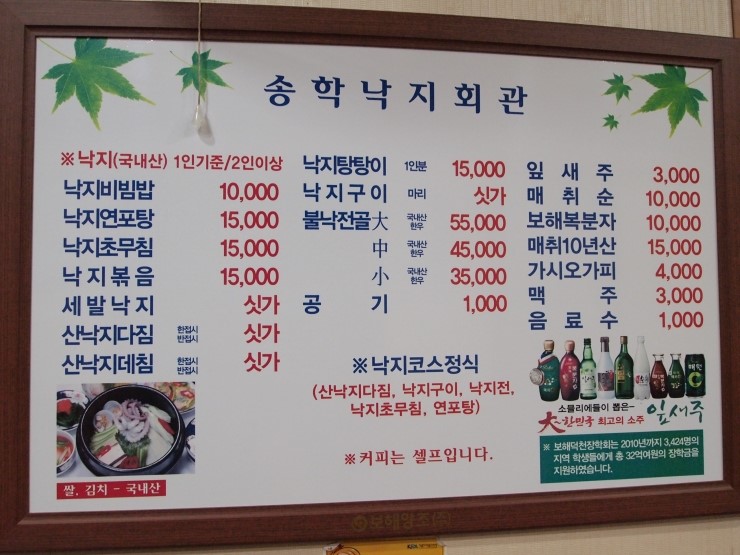 송학낙지회관
※낙지(국내산) 1인기준/2인이상
낙지비빔밥 10,000
낙지연포탕 15,000
낙지초무침 15,000
낙지볶음 15,000
세발낙지 싯가
산낙지다짐 한접시 반접시 싯가
산낙지데침 한접시 반접시 싯가
쌀, 김치 - 국내산
낙지탕탕이 1인분 15,000
낙지구이 마리 싯가
불낙전골 大 국내산 한우 55,000
中 국내산 한우 45,000
小 국내산 한우 35,000
공기 1,000
※낙지코스정식
(산낙지다짐, 낙지구이, 낙지전,
낙지초무침, 연포탕)
※커피는 셀프입니다.
잎새주 3,000
매취순 10,000
보해복분자 10,000
매취10년산 15,000
가시오가피 4,000
맥주 3,000
음료수 1,000
소믈리에들이 뽑은-
大한민국 최고의 소주 잎새주
※ 보해덕천장학회는 2010년까지 3,424명의
지역 학생들에게 총 32억여원의 장학금을
지원하였습니다.
보해양조(주)